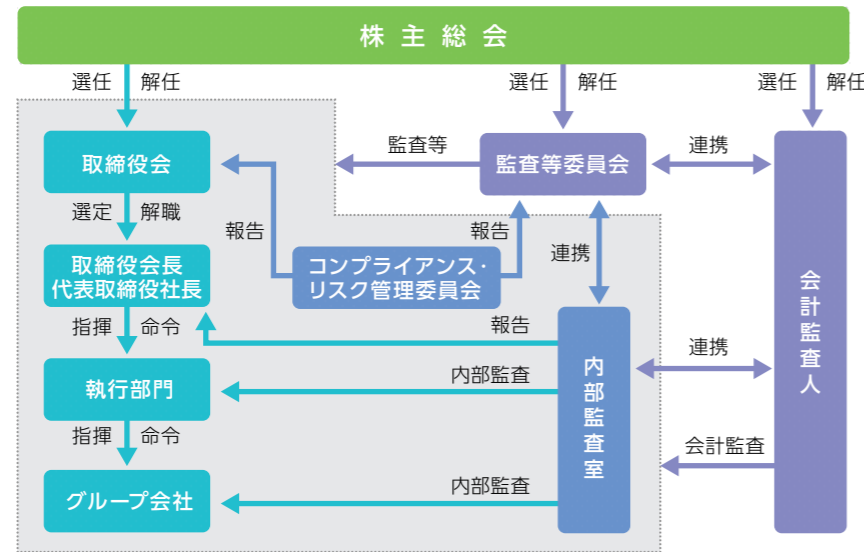 株主総会
選任 解任
選任 解任
選任 解任
取締役会
監査等
監査等委員会
連携
選定 解職
報告
報告
連携
取締役会長
代表取締役社長
コンプライアンス・
リスク管理委員会
会計監査人
指揮 命令
報告
内部監査室
連携
執行部門
内部監査
指揮 命令
会計監査
グループ会社
内部監査